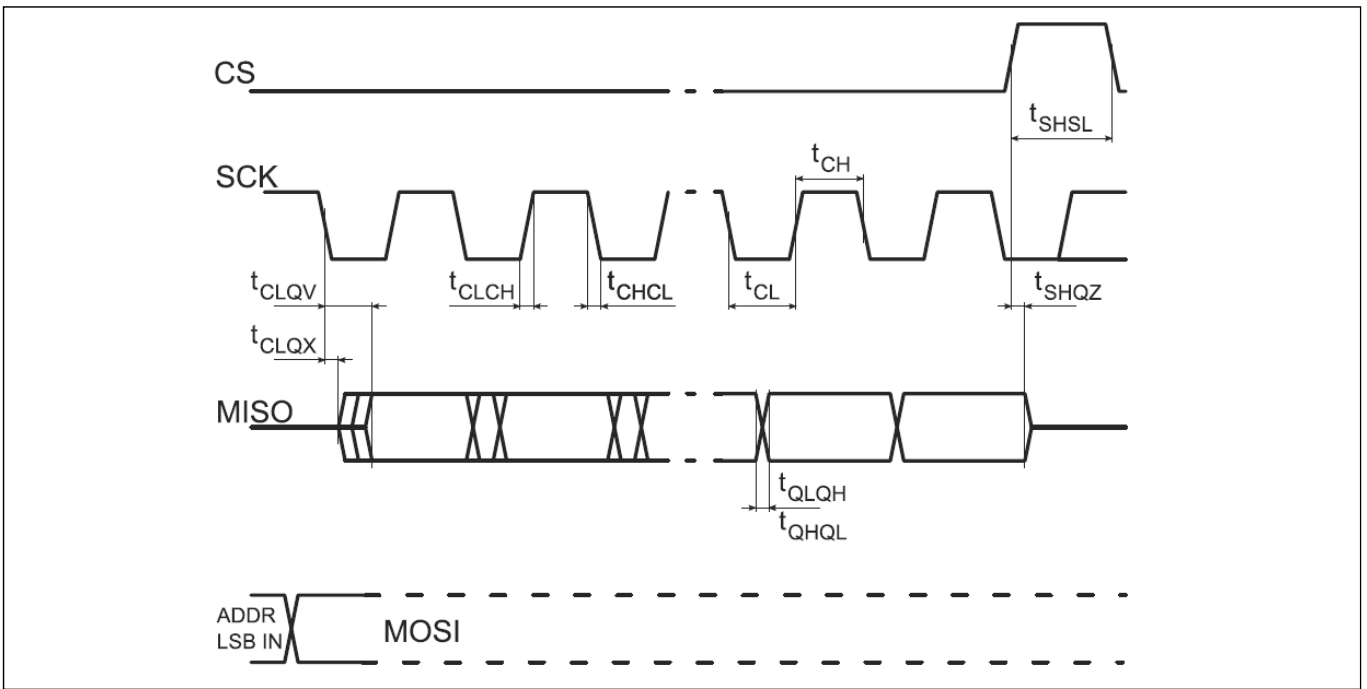 CS
tSHSL
SCK
tCH
tCLQV
tCLCH
tCHCL
tCL
tSHQZ
tCLQX
MISO
tQLQH
tQHQL
ADDR
LSB IN
MOSI